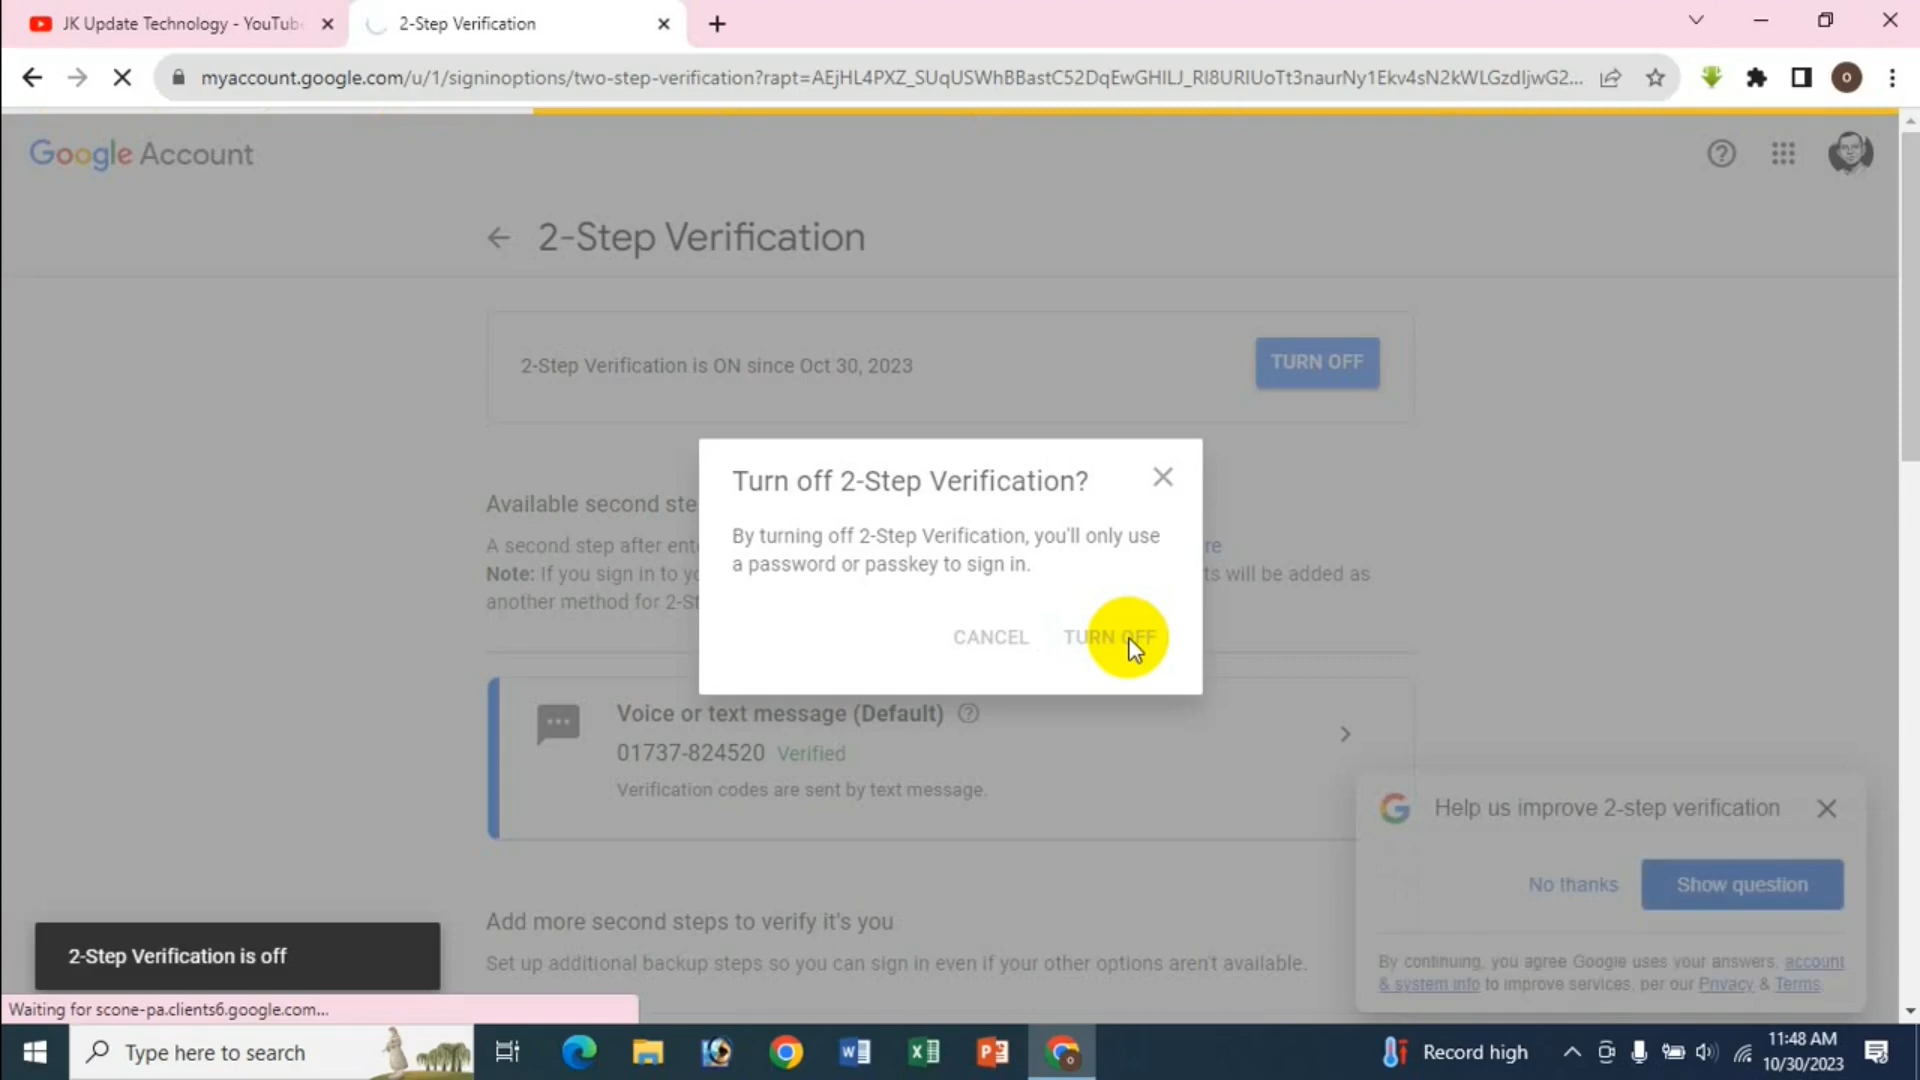 JK Update Technology - YouTub
2-Step Verification
myaccount.google.com/u/1/signinoptions/two-step-verification?rapt=AEjHL4PXZ_SUqUSWhBBastC52DqEwGHILJ_RI8URIUoTt3naurNy1Ekv4sN2kWLGzdIjwG2...
Google Account
2-Step Verification
2-Step Verification is ON since Oct 30, 2023
TURN OFF
Turn off 2-Step Verification?
By turning off 2-Step Verification, you'll only use
a password or passkey to sign in.
CANCEL TURN OFF
Available second ste
A second step after ente re
Note: If you sign in to yo ts will be added as
another method for 2-St
Voice or text message (Default)
01737-824520 Verified
Verification codes are sent by text message.
Add more second steps to verify it's you
Set up additional backup steps so you can sign in even if your other options aren't available.
Help us improve 2-step verification
No thanks Show question
By continuing, you agree Google uses your answers, account
& system info to improve services, per our Privacy & Terms.
2-Step Verification is off
Waiting for scone-pa.clients6.google.com...
Type here to search
Record high
11:48 AM
10/30/2023